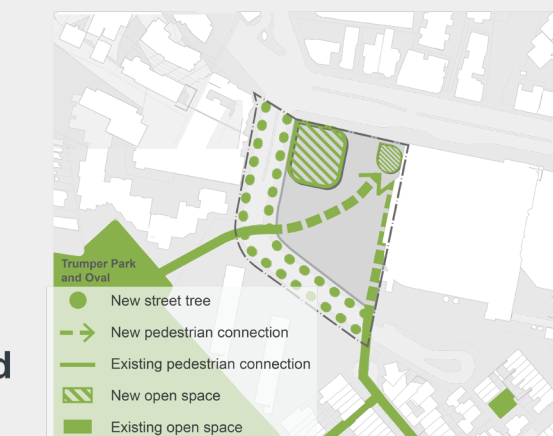 Trumper Park
and Oval
New street tree
New pedestrian connection
Existing pedestrian connection
New open space
Existing open space
d